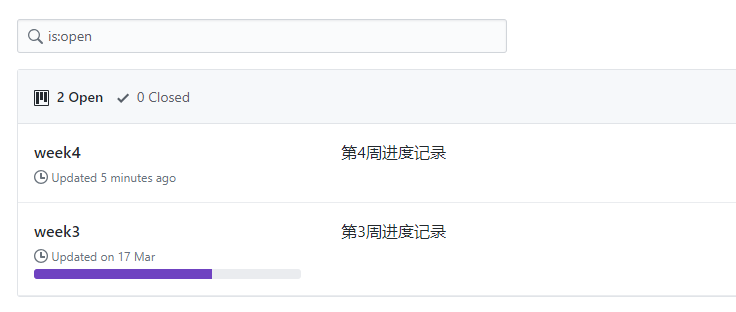 is:open
2 Open 0 Closed
week4 第4周进度记录
Updated 5 minutes ago
week3 第3周进度记录
Updated on 17 Mar